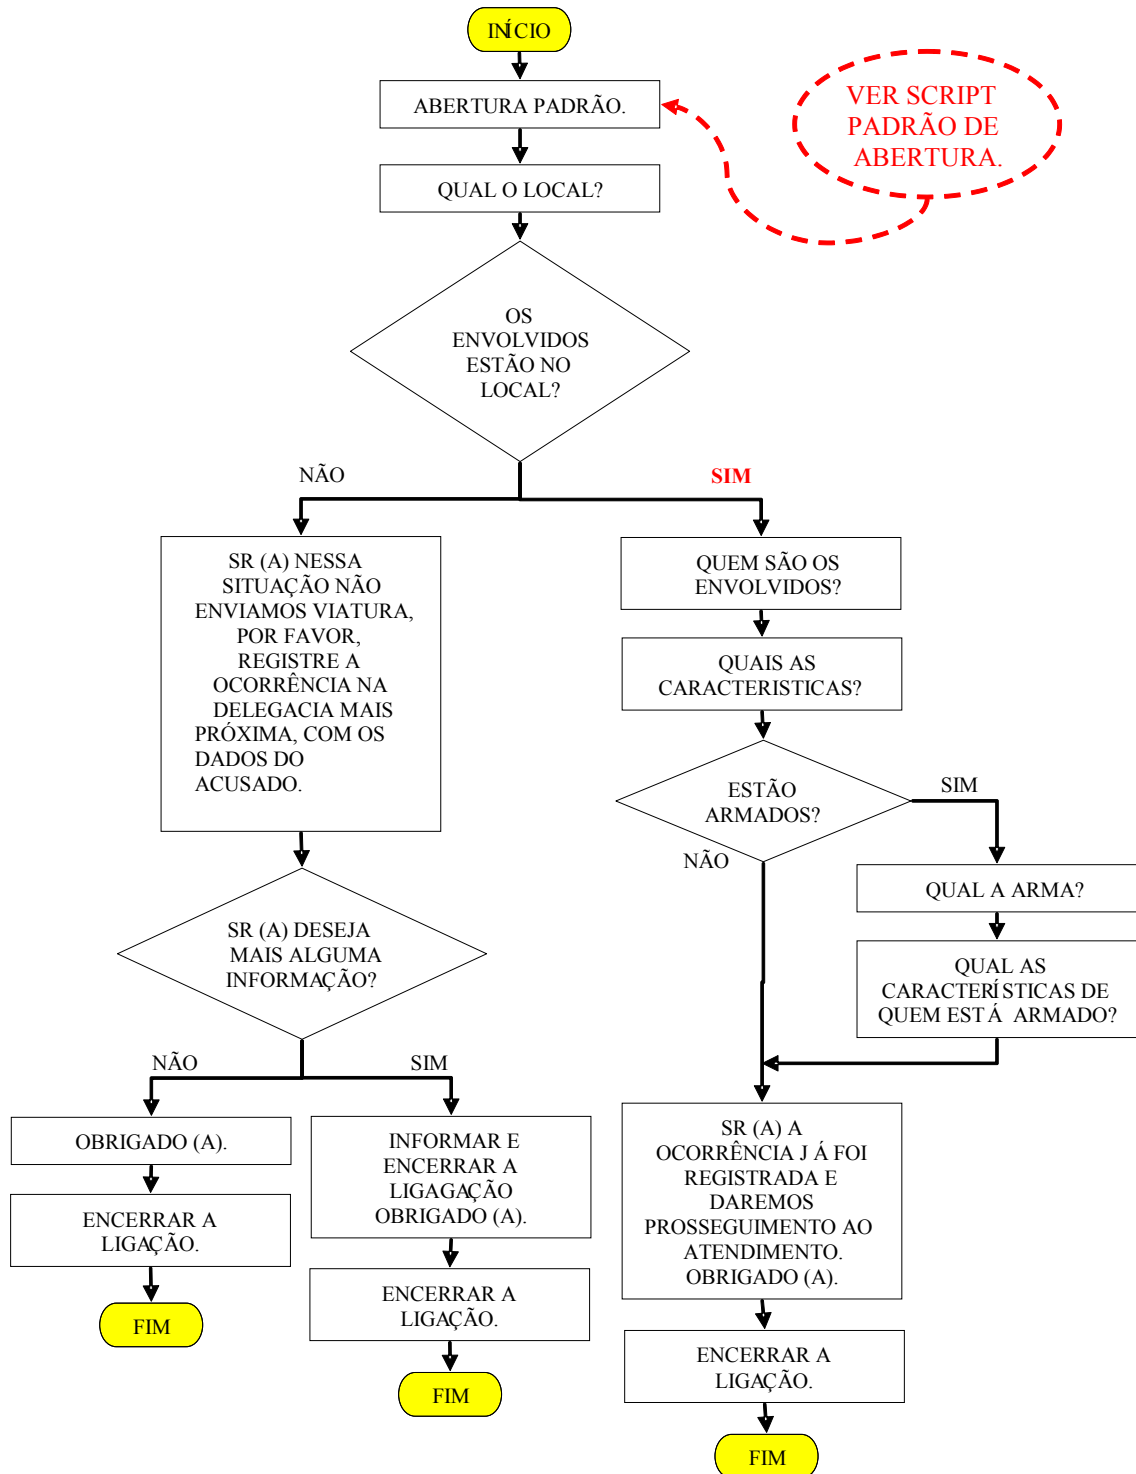 INÍCIO
ABERTURA PADRÃO.
VER SCRIPT
PADRÃO DE
ABERTURA.
QUAL O LOCAL?
OS
ENVOLVIDOS
ESTÃO NO
LOCAL?
NÃO
SIM
SR (A) NESSA
SITUAÇÃO NÃO
ENVIAMOS VIATURA,
POR FAVOR,
REGISTRE A
OCORRÊNCIA NA
DELEGACIA MAIS
PRÓXIMA, COM OS
DADOS DO
ACUSADO.
QUEM SÃO OS
ENVOLVIDOS?
QUAIS AS
CARACTERISTICAS?
ESTÃO
ARMADOS?
SIM
NÃO
QUAL A ARMA?
QUAL AS
CARACTERÍSTICAS DE
QUEM ESTÁ ARMADO?
SR (A) DESEJA
MAIS ALGUMA
INFORMAÇÃO?
NÃO
SIM
OBRIGADO (A).
ENCERRAR A
LIGAÇÃO.
FIM
INFORMAR E
ENCERRAR A
LIGAGAÇÃO
OBRIGADO (A).
ENCERRAR A
LIGAÇÃO.
FIM
SR (A) A
OCORRÊNCIA J Á FOI
REGISTRADA E
DAREMOS
PROSSEGUIMENTO AO
ATENDIMENTO.
OBRIGADO (A).
ENCERRAR A
LIGAÇÃO.
FIM